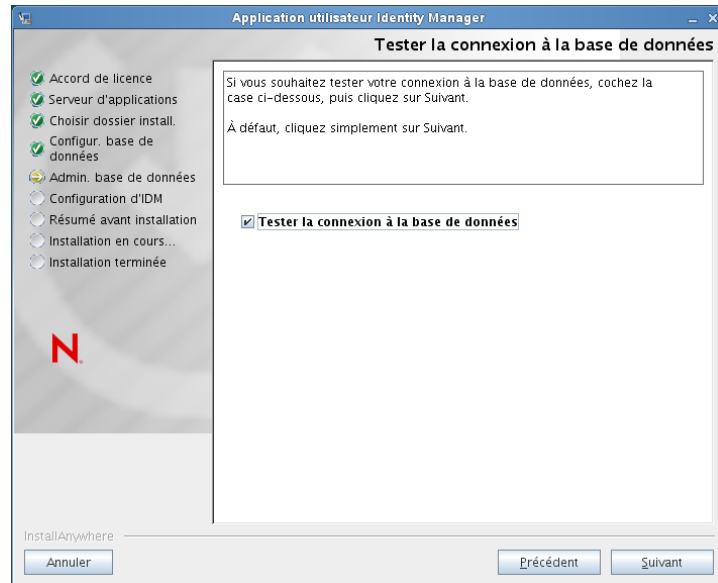 Application utilisateur Identity Manager
Tester la connexion à la base de données
Accord de licence
Serveur d'applications
Choisir dossier install.
Configur. base de
données
Admin. base de données
Configuration d'IDM
Résumé avant installation
Installation en cours...
Installation terminée
N
Si vous souhaitez tester votre connexion à la base de données, cochez la
case ci-dessous, puis cliquez sur Suivant.
À défaut, cliquez simplement sur Suivant.
Tester la connexion à la base de données
InstallAnywhere
Annuler
Précédent
Suivant